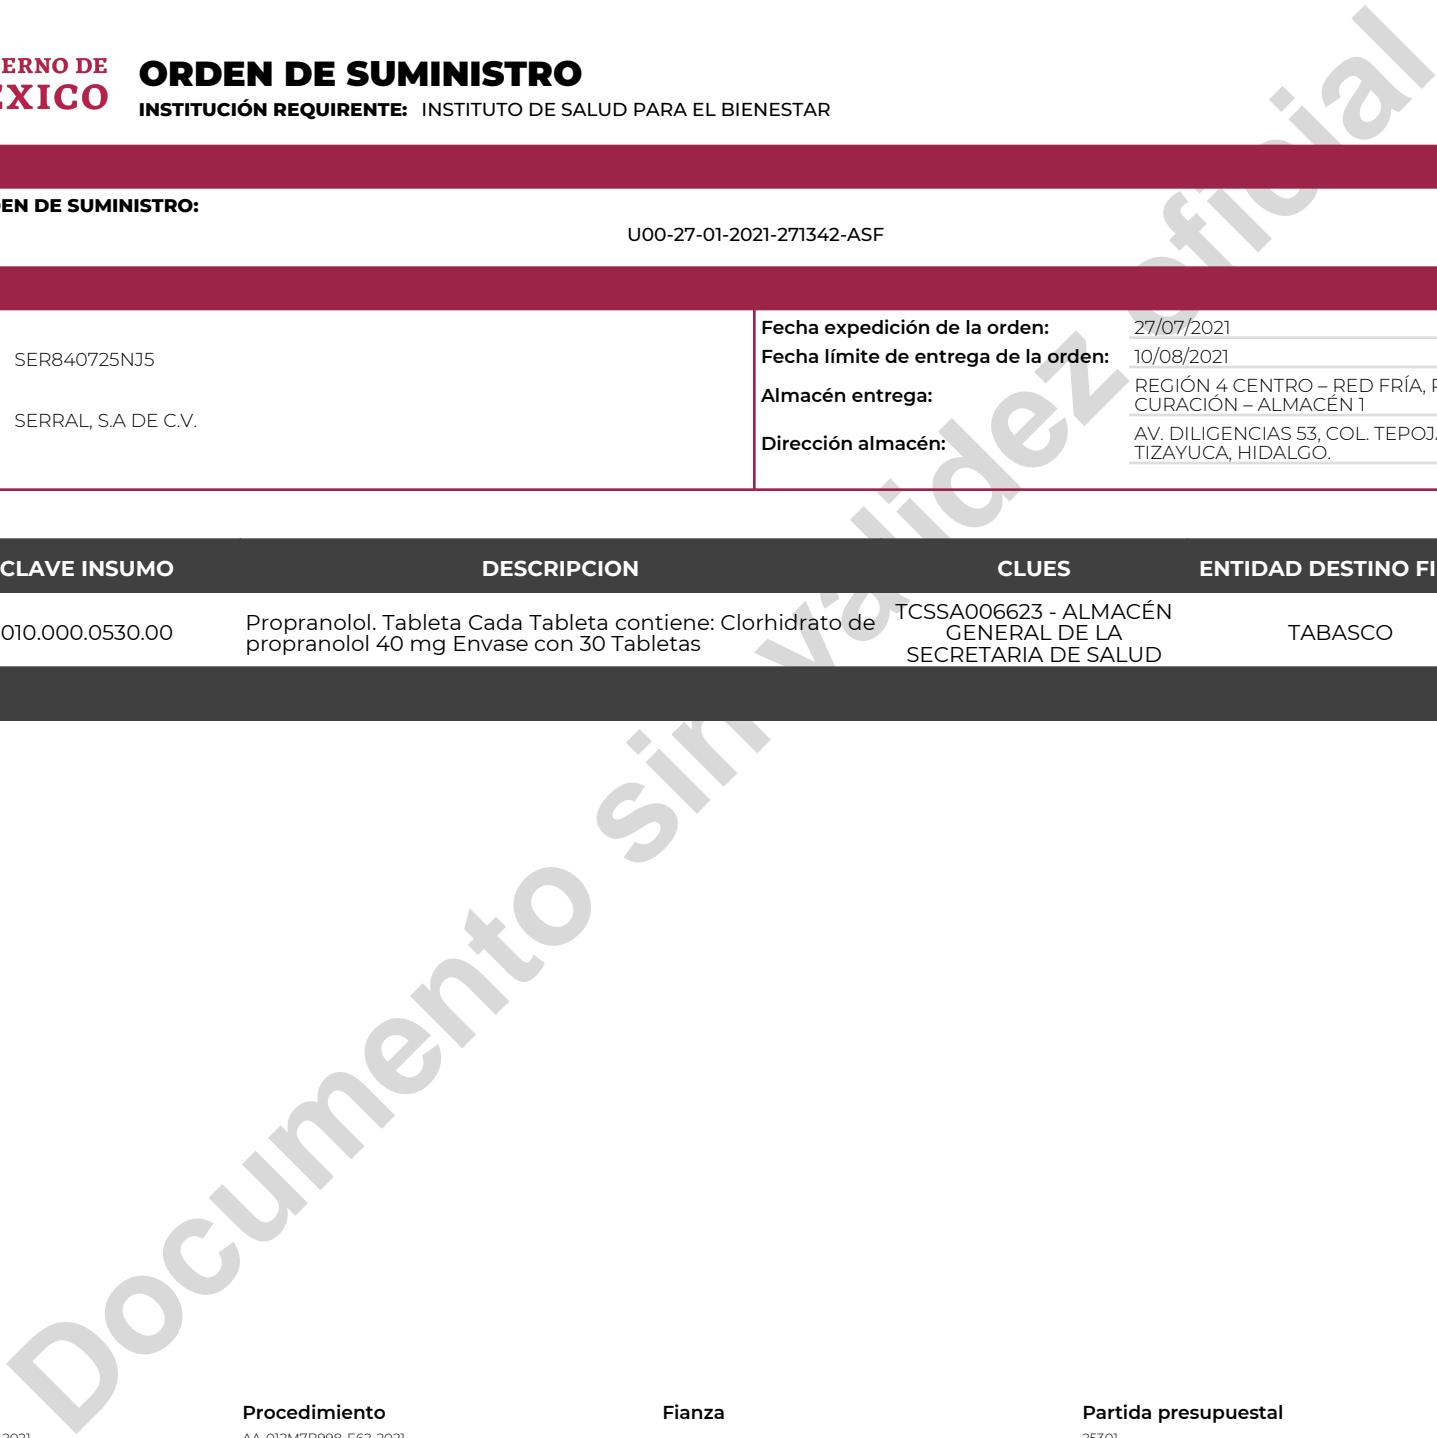 ERNO DE
EXICO
ORDEN DE SUMINISTRO
INSTITUCIÓN REQUIRENTE: INSTITUTO DE SALUD PARA EL BIENESTAR
EN DE SUMINISTRO:
U00-27-01-2021-271342-ASF
SER840725NJ5
SERRAL, S.A DE C.V.
Fecha expedición de la orden: 27/07/2021
Fecha límite de entrega de la orden: 10/08/2021
Almacén entrega: REGIÓN 4 CENTRO – RED FRÍA,
CURACIÓN – ALMACÉN 1
Dirección almacén: AV. DILIGENCIAS 53, COL. TEPOJ
TIZAYUCA, HIDALGO.
CLAVE INSUMO DESCRIPCION CLUES ENTIDAD DESTINO FI
010.000.0530.00
Propranolol. Tableta Cada Tableta contiene: Clorhidrato de
propranolol 40 mg Envase con 30 Tabletas
TCSSA006623 - ALMACÉN
GENERAL DE LA
SECRETARIA DE SALUD
TABASCO
Documento sin validez oficial
Procedimiento Fianza Partida presupuestal